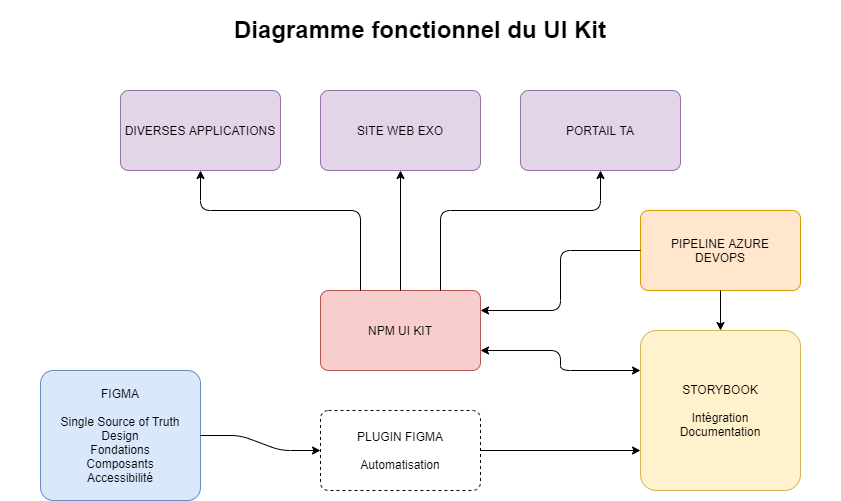 Diagramme fonctionnel du UI Kit
DIVERSES APPLICATIONS
SITE WEB EXO
PORTAIL TA
PIPELINE AZURE
DEVOPS
NPM UI KIT
STORYBOOK
Intégration
Documentation
FIGMA
Single Source of Truth
Design
Fondations
Composants
Accessibilité
PLUGIN FIGMA
Automatisation